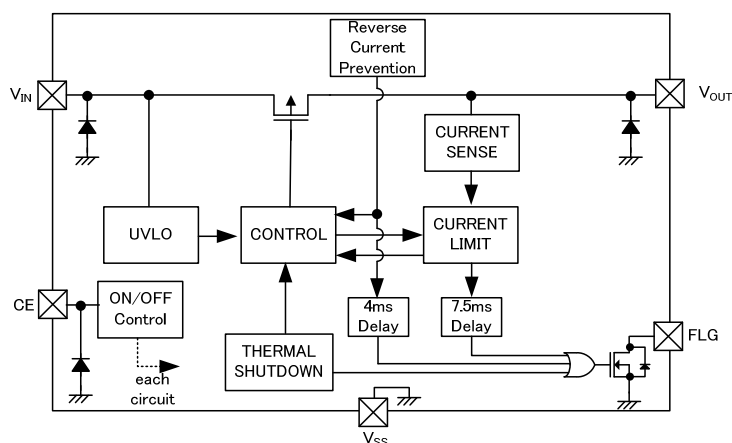 Reverse
Current
Prevention
VIN
VOUT
CURRENT
SENSE
UVLO
CONTROL
CURRENT
LIMIT
CE
ON/OFF
Control
4ms
Delay
7.5ms
Delay
FLG
THERMAL
SHUTDOWN
each
circuit
VSS